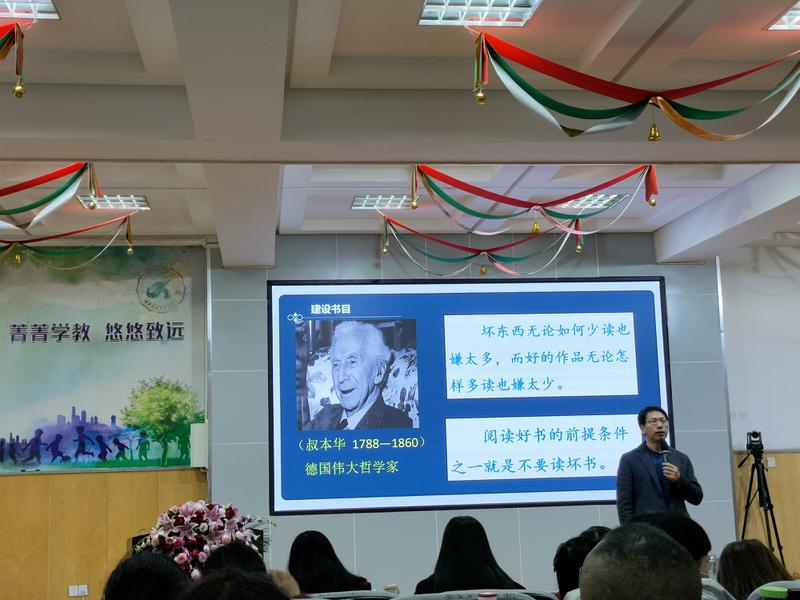 菁菁学教 悠悠致远
建设书目
坏东西无论如何少读也
嫌太多，而好的作品无论怎
样多读也嫌太少。
（叔本华 1788—1860）
德国伟大哲学家
阅读好书的前提条件
之一就是不要读坏书。